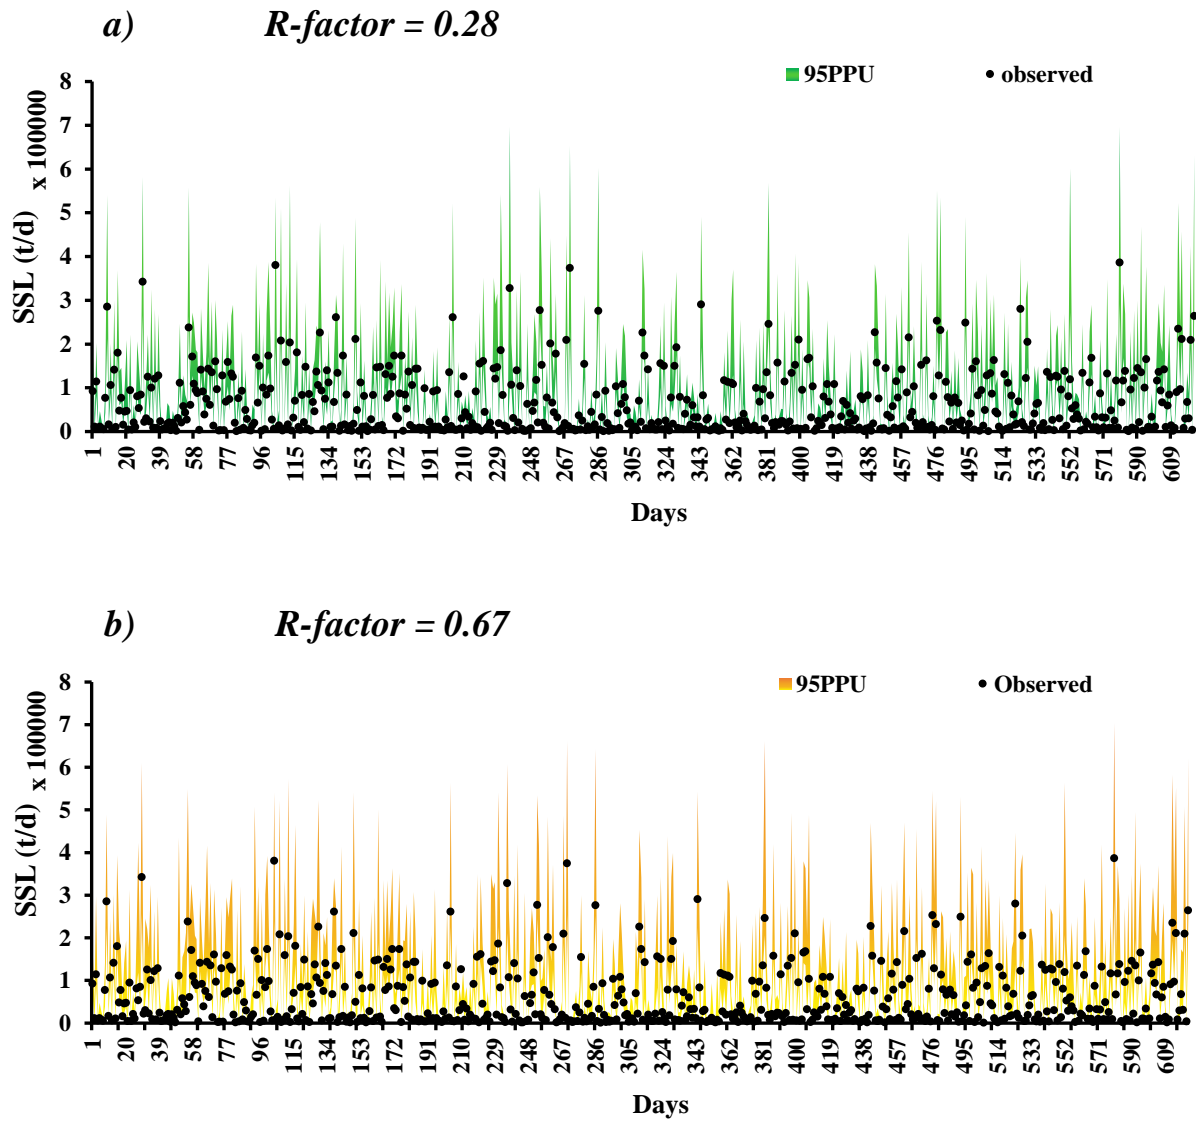 a) R-factor = 0.28
95PPU observed
SSL (t/d) x 100000
8
7
6
5
4
3
2
1
0
1 20 39 58 77 96 115 134 153 172 191 210 229 248 267 286 305 324 343 362 381 400 419 438 457 476 495 514 533 552 571 590 609
Days
b) R-factor = 0.67
95PPU Observed
SSL (t/d) x 100000
8
7
6
5
4
3
2
1
0
1 20 39 58 77 96 115 134 153 172 191 210 229 248 267 286 305 324 343 362 381 400 419 438 457 476 495 514 533 552 571 590 609
Days